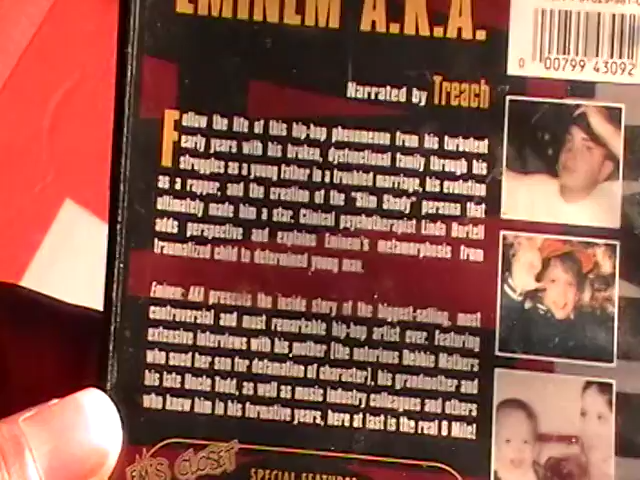 EMINEM A.K.A.
0 00799 43092
Narrated by Treach
Follow the life of this hip-hop phenomenon from his turbulent
early years with his broken, dysfunctional family through his
struggles as a young father in a troubled marriage, his evolution
as a rapper, and the creation of the "Slim Shady" persona that
ultimately made him a star. Clinical psychotherapist Linda Bortell
adds perspective and explains Eminem's metamorphosis from
traumatized child to determined young man.
Eminem: AKA presents the inside story of the biggest-selling, most
controversial and most remarkable hip-hop artist ever. Featuring
extensive interviews with his mother (the notorious Debbie Mathers
who sued her son for defamation of character), his grandmother and
his late Uncle Todd, as well as music industry colleagues and others
who knew him in his formative years, here at last is the real 8 Mile!
EM'S CLOSET
SPECIAL FEATURES